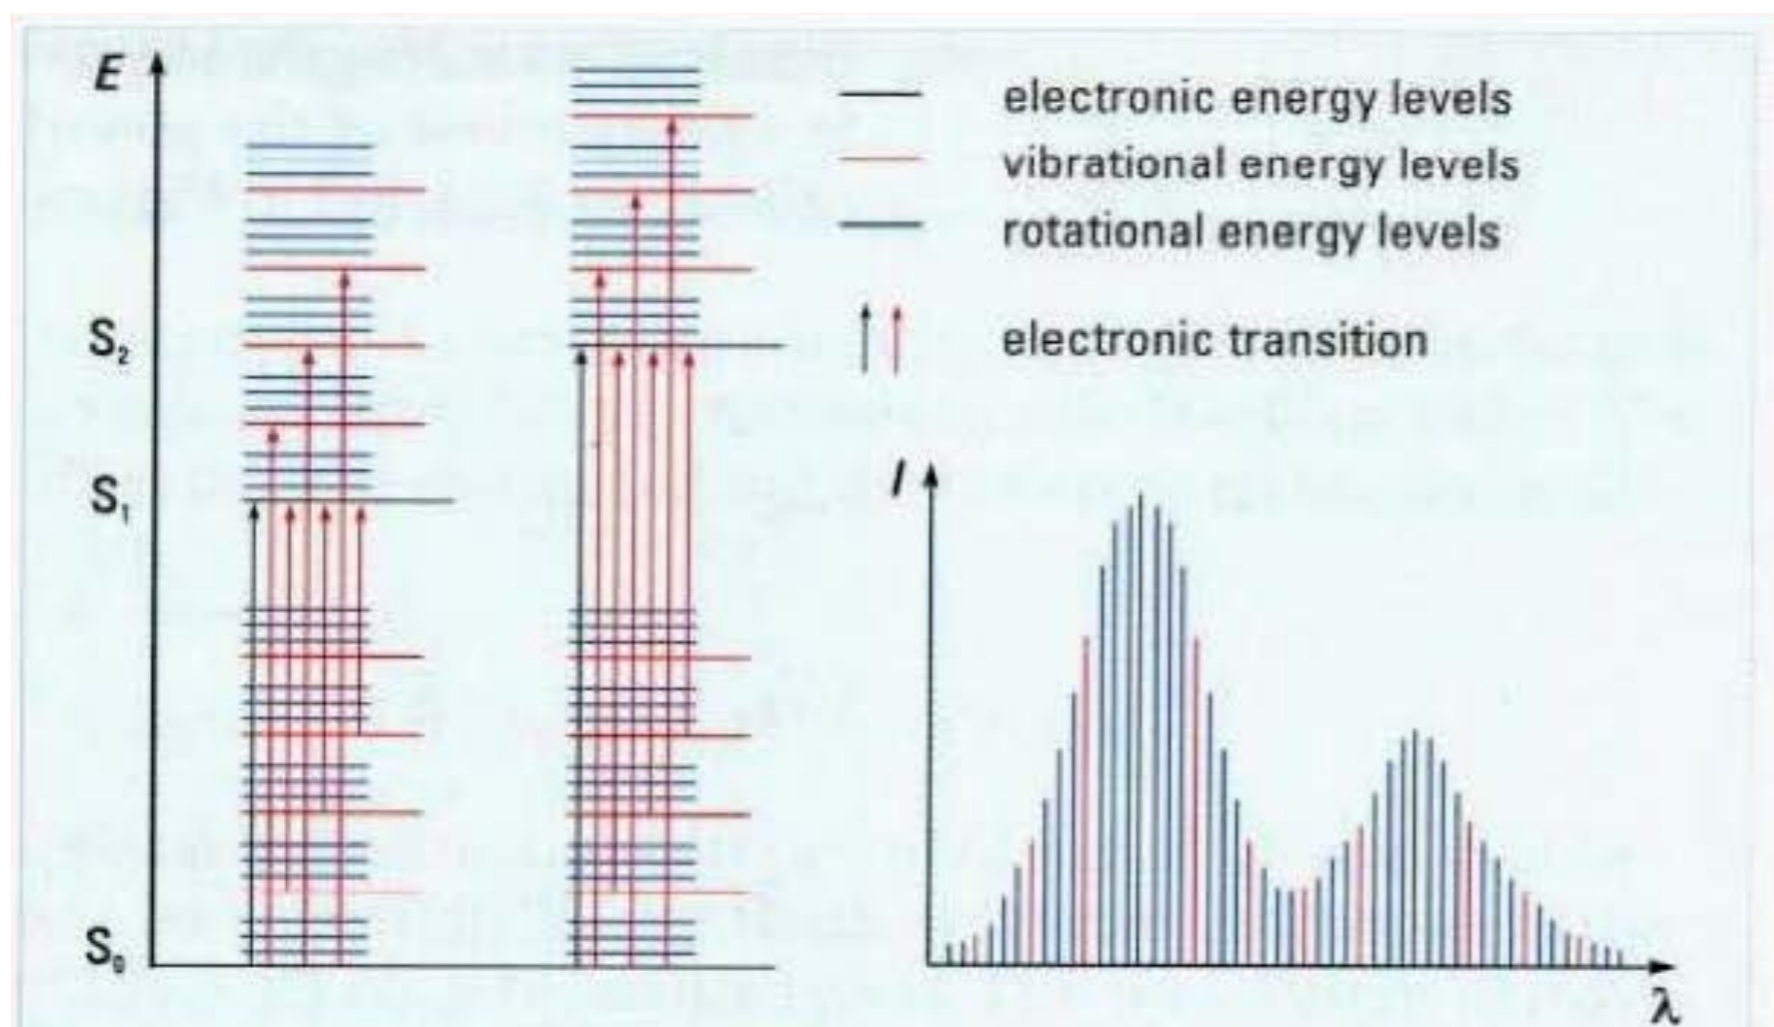 E
S₂
S₁
S₀
electronic energy levels
vibrational energy levels
rotational energy levels
electronic transition
I
λ